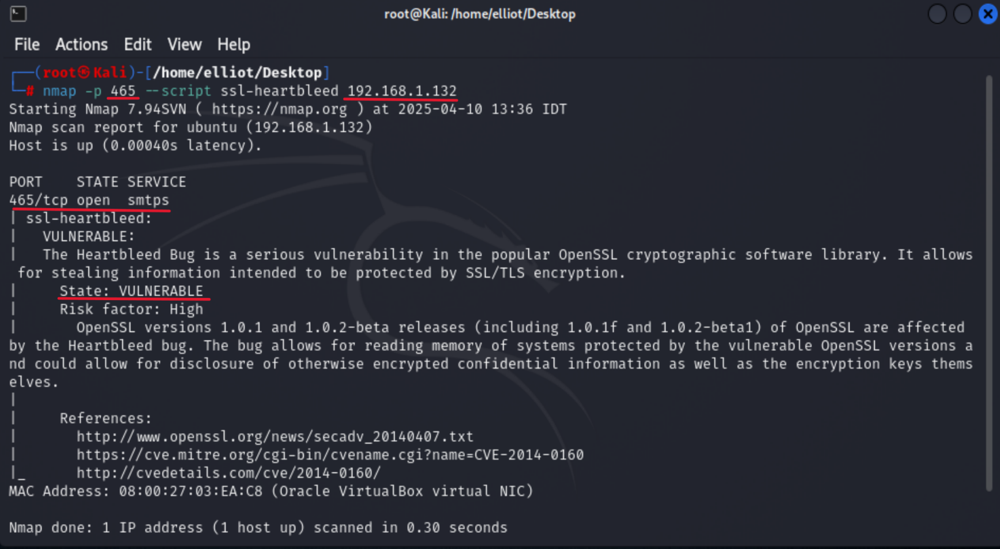 root@Kali: /home/elliot/Desktop
File Actions Edit View Help
┌──(root㉿Kali)-[/home/elliot/Desktop]
└─# nmap -p 465 --script ssl-heartbleed 192.168.1.132
Starting Nmap 7.94SVN ( https://nmap.org ) at 2025-04-10 13:36 IDT
Nmap scan report for ubuntu (192.168.1.132)
Host is up (0.00040s latency).
PORT    STATE SERVICE
465/tcp open  smtps
| ssl-heartbleed:
|   VULNERABLE:
|   The Heartbleed Bug is a serious vulnerability in the popular OpenSSL cryptographic software library. It allows
 for stealing information intended to be protected by SSL/TLS encryption.
|     State: VULNERABLE
|     Risk factor: High
|       OpenSSL versions 1.0.1 and 1.0.2-beta releases (including 1.0.1f and 1.0.2-beta1) of OpenSSL are affected
by the Heartbleed bug. The bug allows for reading memory of systems protected by the vulnerable OpenSSL versions a
nd could allow for disclosure of otherwise encrypted confidential information as well as the encryption keys thems
elves.
|
|     References:
|       http://www.openssl.org/news/secadv_20140407.txt
|       https://cve.mitre.org/cgi-bin/cvename.cgi?name=CVE-2014-0160
|_      http://cvedetails.com/cve/2014-0160/
MAC Address: 08:00:27:03:EA:C8 (Oracle VirtualBox virtual NIC)
Nmap done: 1 IP address (1 host up) scanned in 0.30 seconds